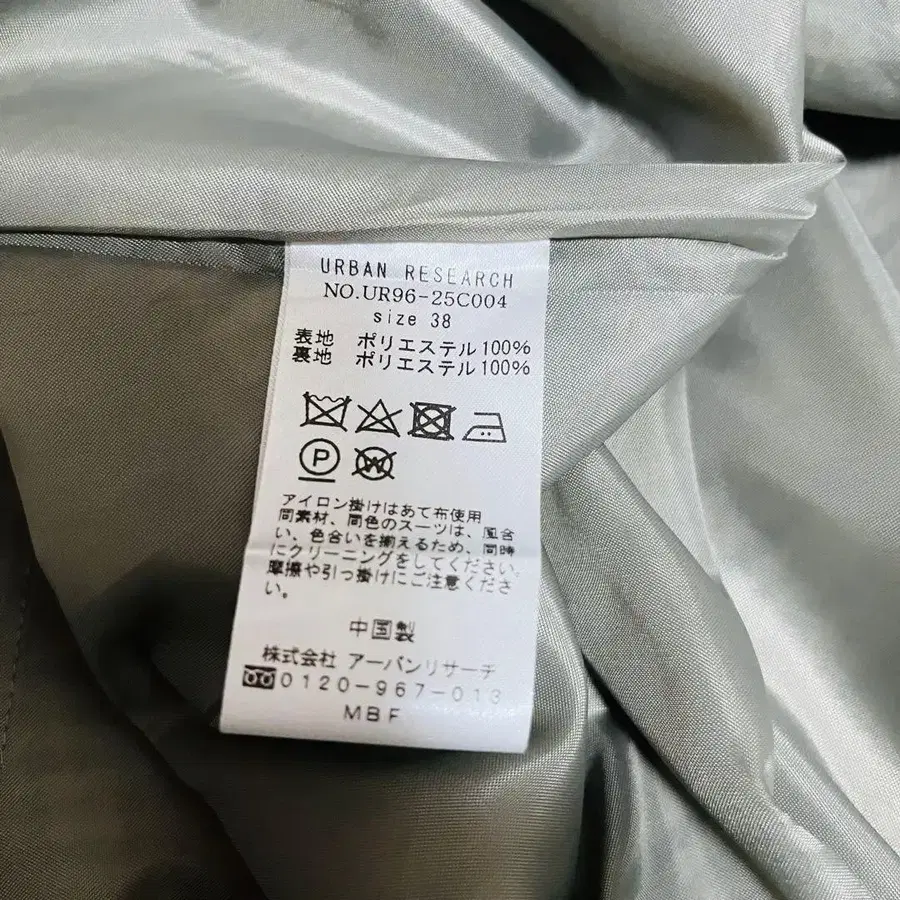 URBAN RESEARCH
NO.UR96-25C004
size 38
表地 ポリエステル100%
裏地 ポリエステル100%
P
W
アイロン掛けはあて布使用
同素材、同色のスーツは、風合
い、色合いを揃えるため、同時
にクリーニングをしてください。
摩擦や引っ掛けにご注意くださ
い。
中国製
株式会社 アーバンリサーチ
0120-967-013
MBF